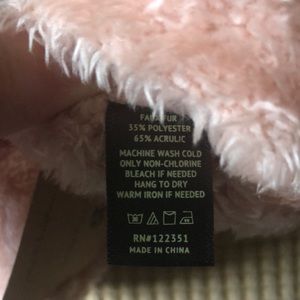 FAUX FUR
35% POLYESTER
65% ACRULIC
MACHINE WASH COLD
ONLY NON-CHLORINE
BLEACH IF NEEDED
HANG TO DRY
WARM IRON IF NEEDED
RN#122351
MADE IN CHINA